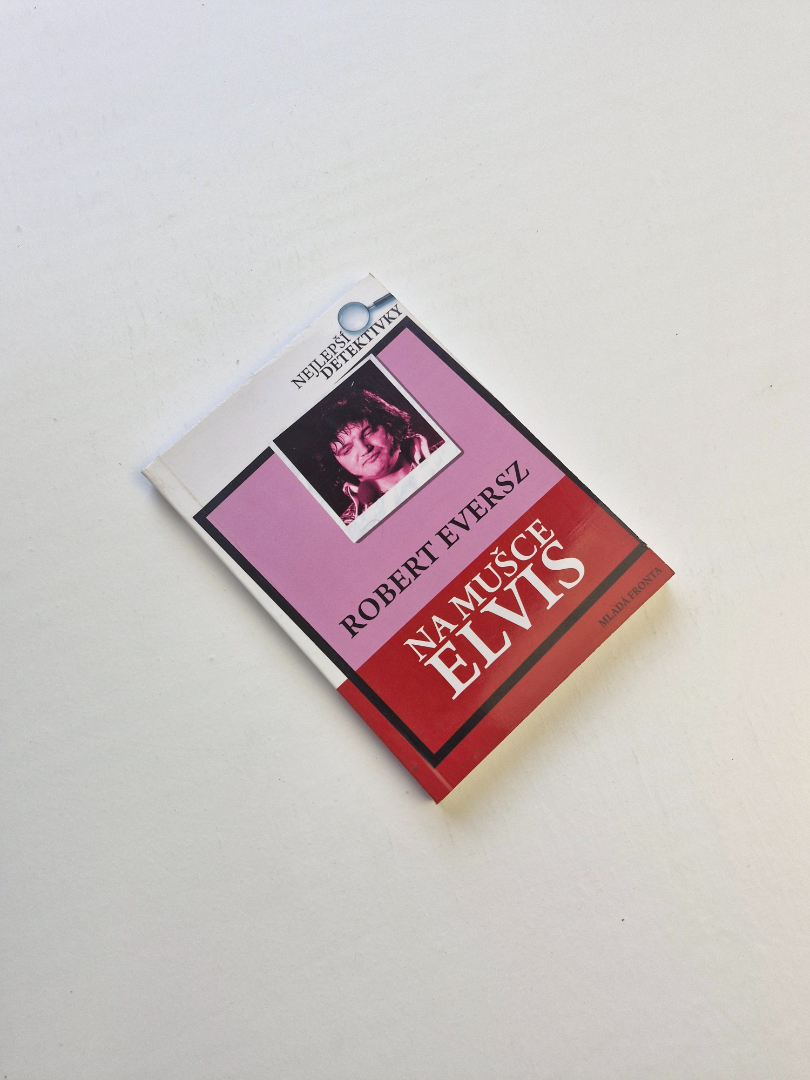 NEJLEPŠÍ
DETEKTIVKY
ROBERT EVERSZ
NA MUŠCE
ELVIS
MLADÁ FRONTA